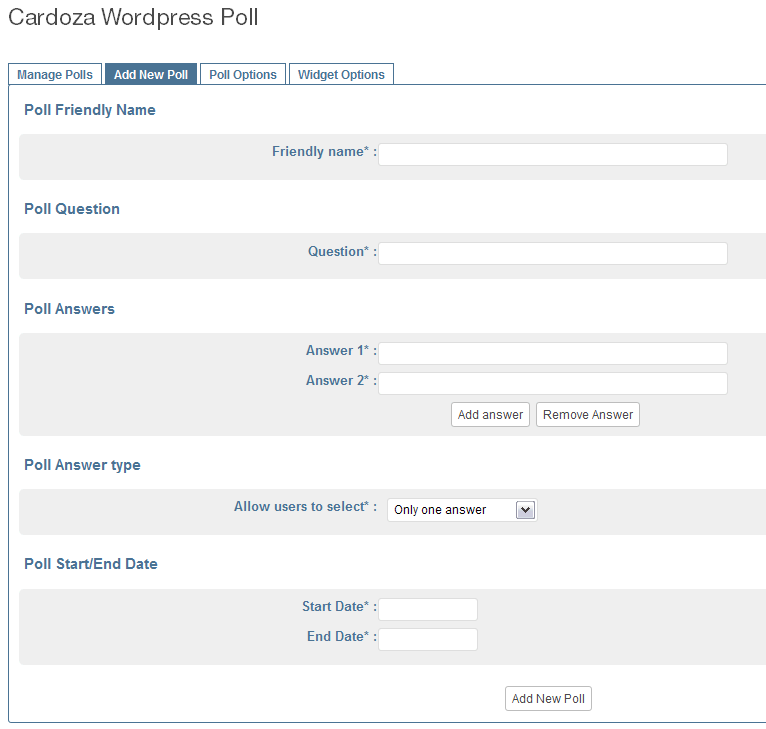 Cardoza Wordpress Poll
Manage Polls Add New Poll Poll Options Widget Options
Poll Friendly Name
Friendly name* :
Poll Question
Question* :
Poll Answers
Answer 1* :
Answer 2* :
Add answer Remove Answer
Poll Answer type
Allow users to select* : Only one answer
Poll Start/End Date
Start Date* :
End Date* :
Add New Poll